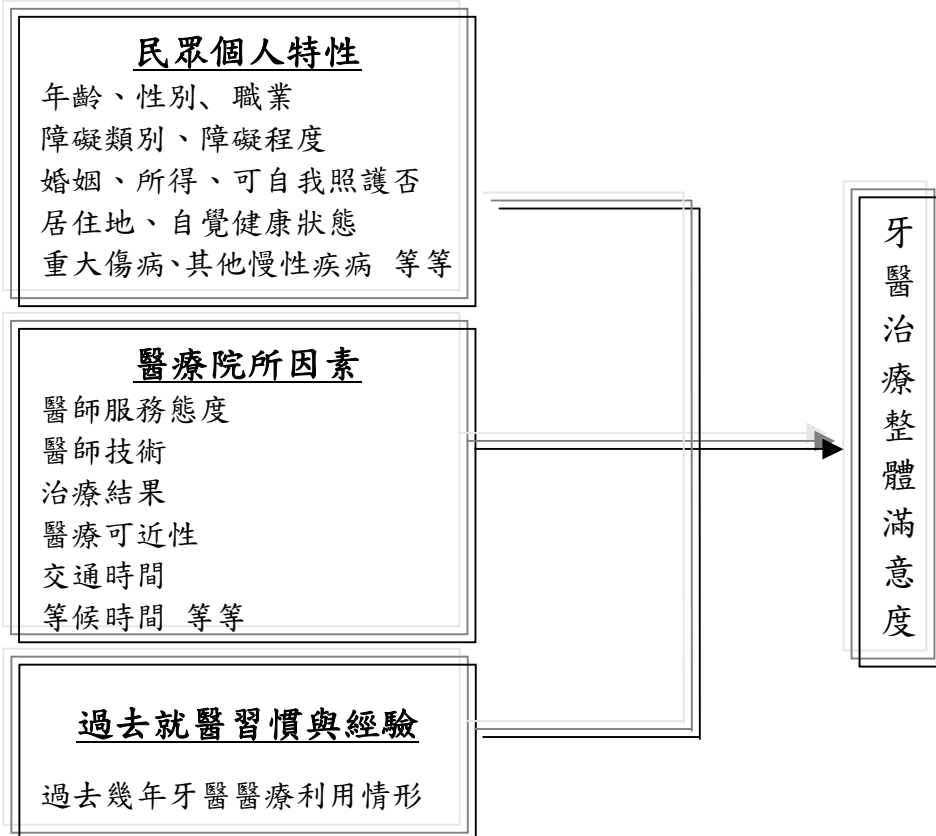 民眾個人特性
年齡、性別、職業
障礙類別、障礙程度
婚姻、所得、可自我照護否
居住地、自覺健康狀態
重大傷病、其他慢性疾病 等等
醫療院所因素
醫師服務態度
醫師技術
治療結果
醫療可近性
交通時間
等候時間 等等
過去就醫習慣與經驗
過去幾年牙醫醫療利用情形
牙醫治療整體滿意度